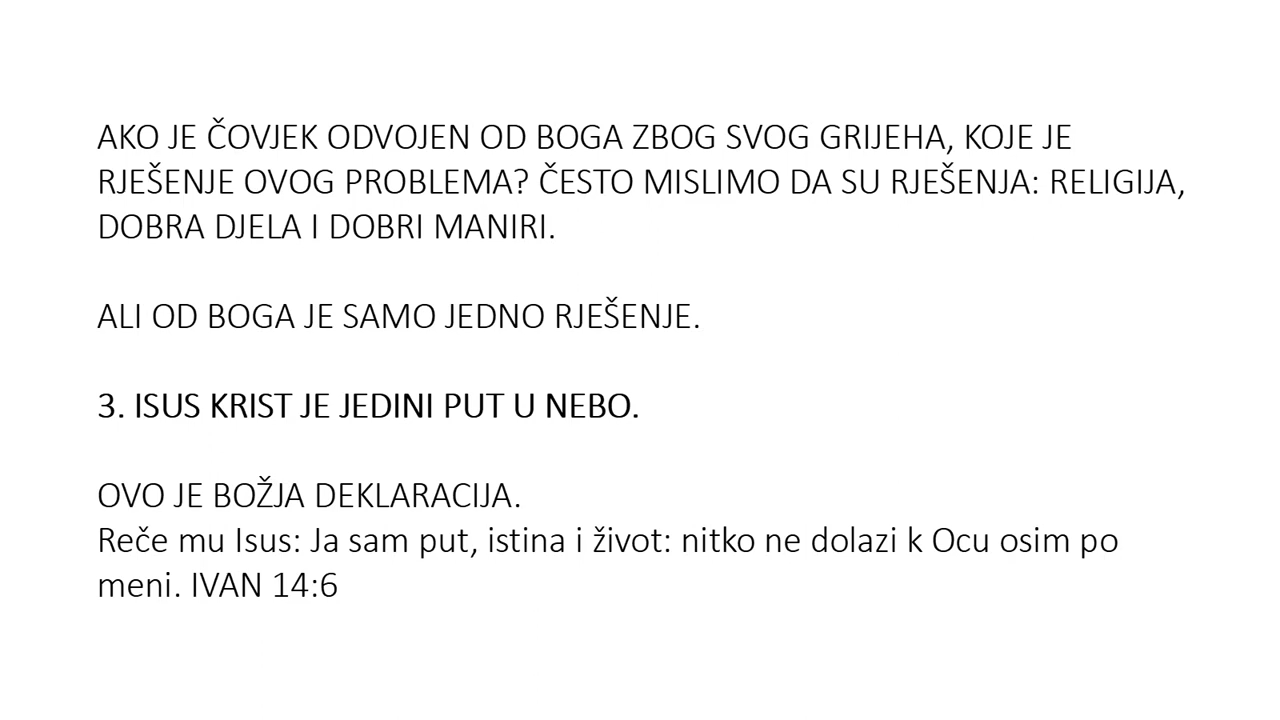 AKO JE ČOVJEK ODVOJEN OD BOGA ZBOG SVOG GRIJEHA, KOJE JE
RJEŠENJE OVOG PROBLEMA? ČESTO MISLIMO DA SU RJEŠENJA: RELIGIJA,
DOBRA DJELA I DOBRI MANIRI.
ALI OD BOGA JE SAMO JEDNO RJEŠENJE.
3. ISUS KRIST JE JEDINI PUT U NEBO.
OVO JE BOŽJA DEKLARACIJA.
Reče mu Isus: Ja sam put, istina i život: nitko ne dolazi k Ocu osim po
meni. IVAN 14:6